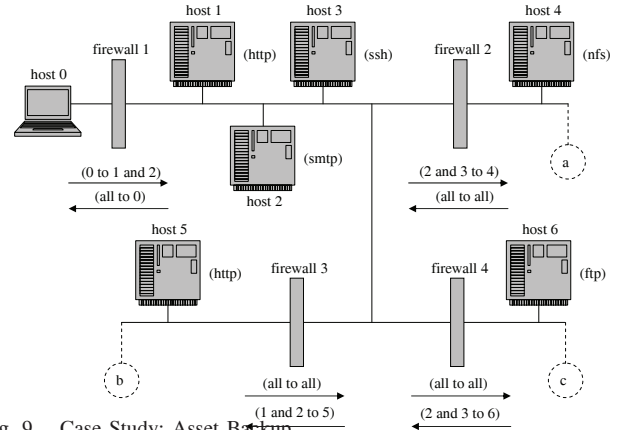 host 1
host 3
host 4
firewall 1
firewall 2
host 0
(http)
(ssh)
(nfs)
(smtp)
a
(0 to 1 and 2)
(2 and 3 to 4)
(all to 0)
host 2
(all to all)
host 5
host 6
(http)
firewall 3
firewall 4
(ftp)
b
c
(all to all)
(all to all)
(1 and 2 to 5)
(2 and 3 to 6)
g. 9. Case Study: Asset Backup